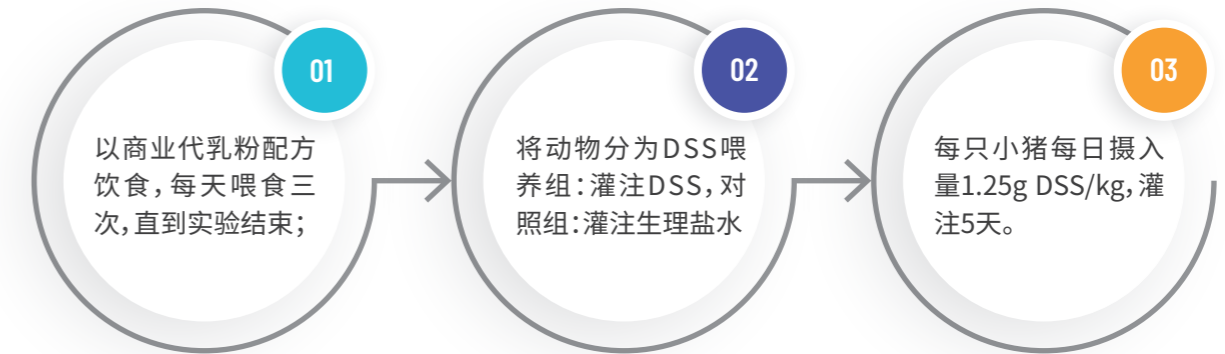 01
以商业代乳粉配方
饮食，每天喂食三
次，直到实验结束；
02
将动物分为DSS喂
养组：灌注DSS，对
照组：灌注生理盐水
03
每只小猪每日摄入
量1.25g DSS/kg，灌
注5天。